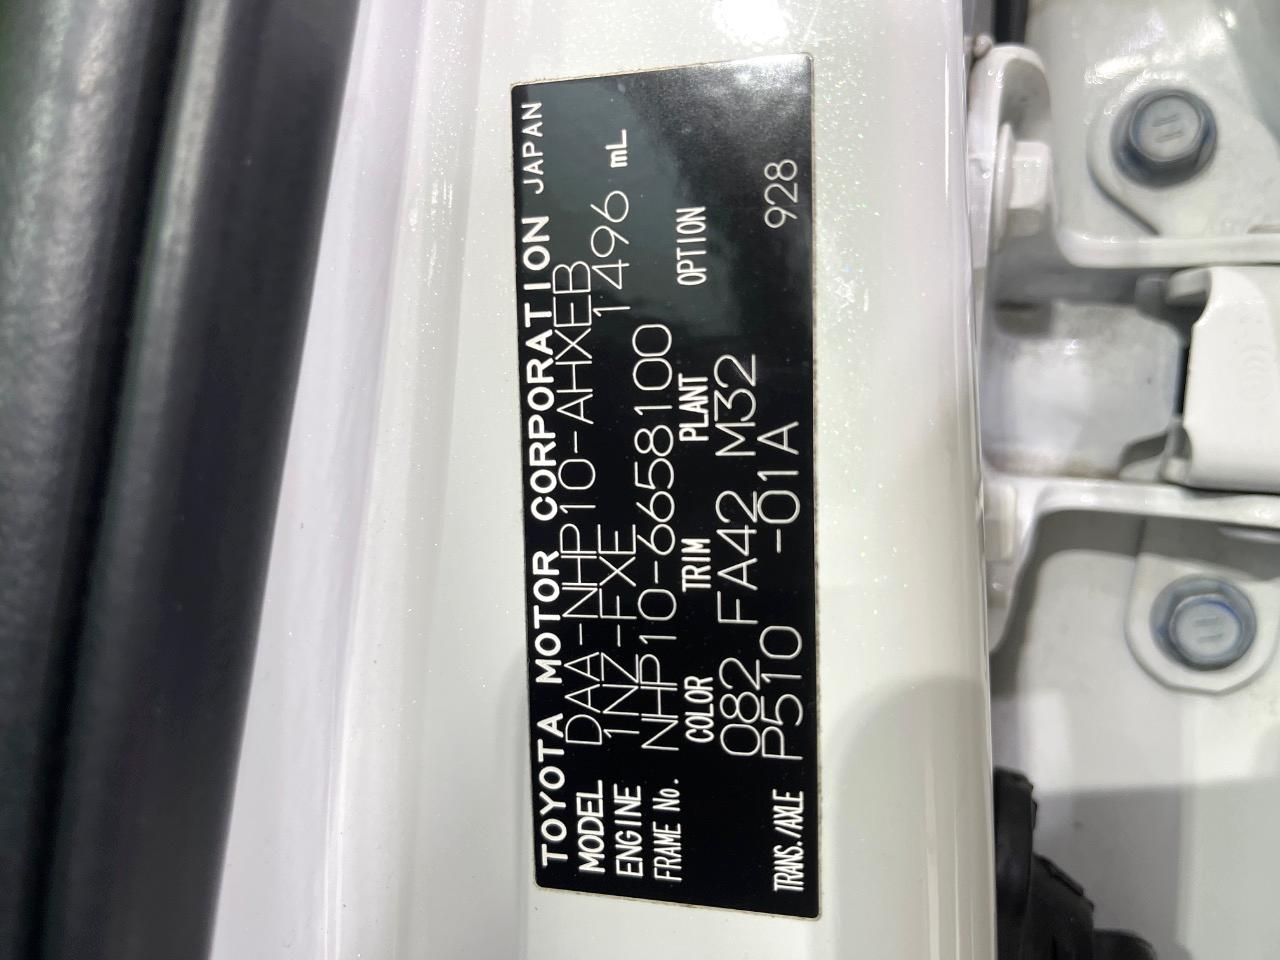 TOYOTA MOTOR CORPORATION JAPAN
MODEL DAA-NHP10-AHXEB
ENGINE 1NZ-FXE 1496 mL
FRAME No. NHP10-6658100
COLOR TRIM PLANT OPTION
082 FA42 M32
TRANS./AXLE P510 -01A 928